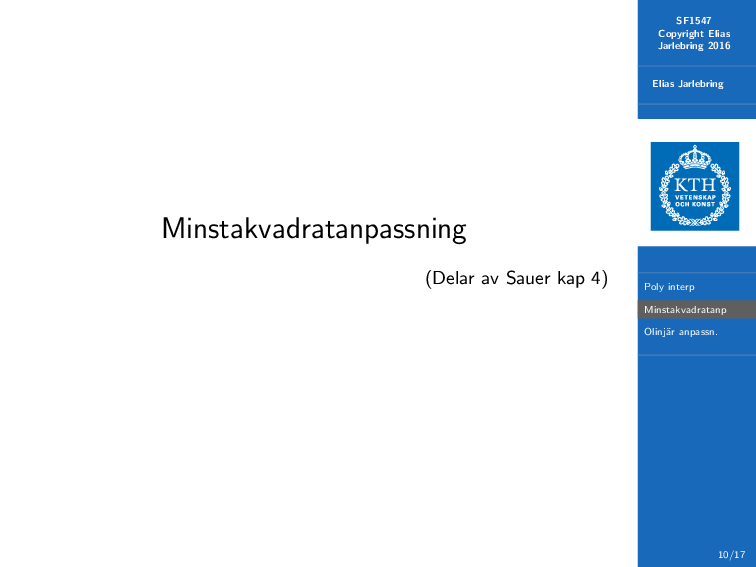 Minstakvadratanpassning
(Delar av Sauer kap 4)
SF1547
Copyright Elias
Jarlebring 2016
Elias Jarlebring
KTH
VETENSKAP
OCH KONST
Poly interp
Minstakvadratanp
Olinjär anpassn.
10/17